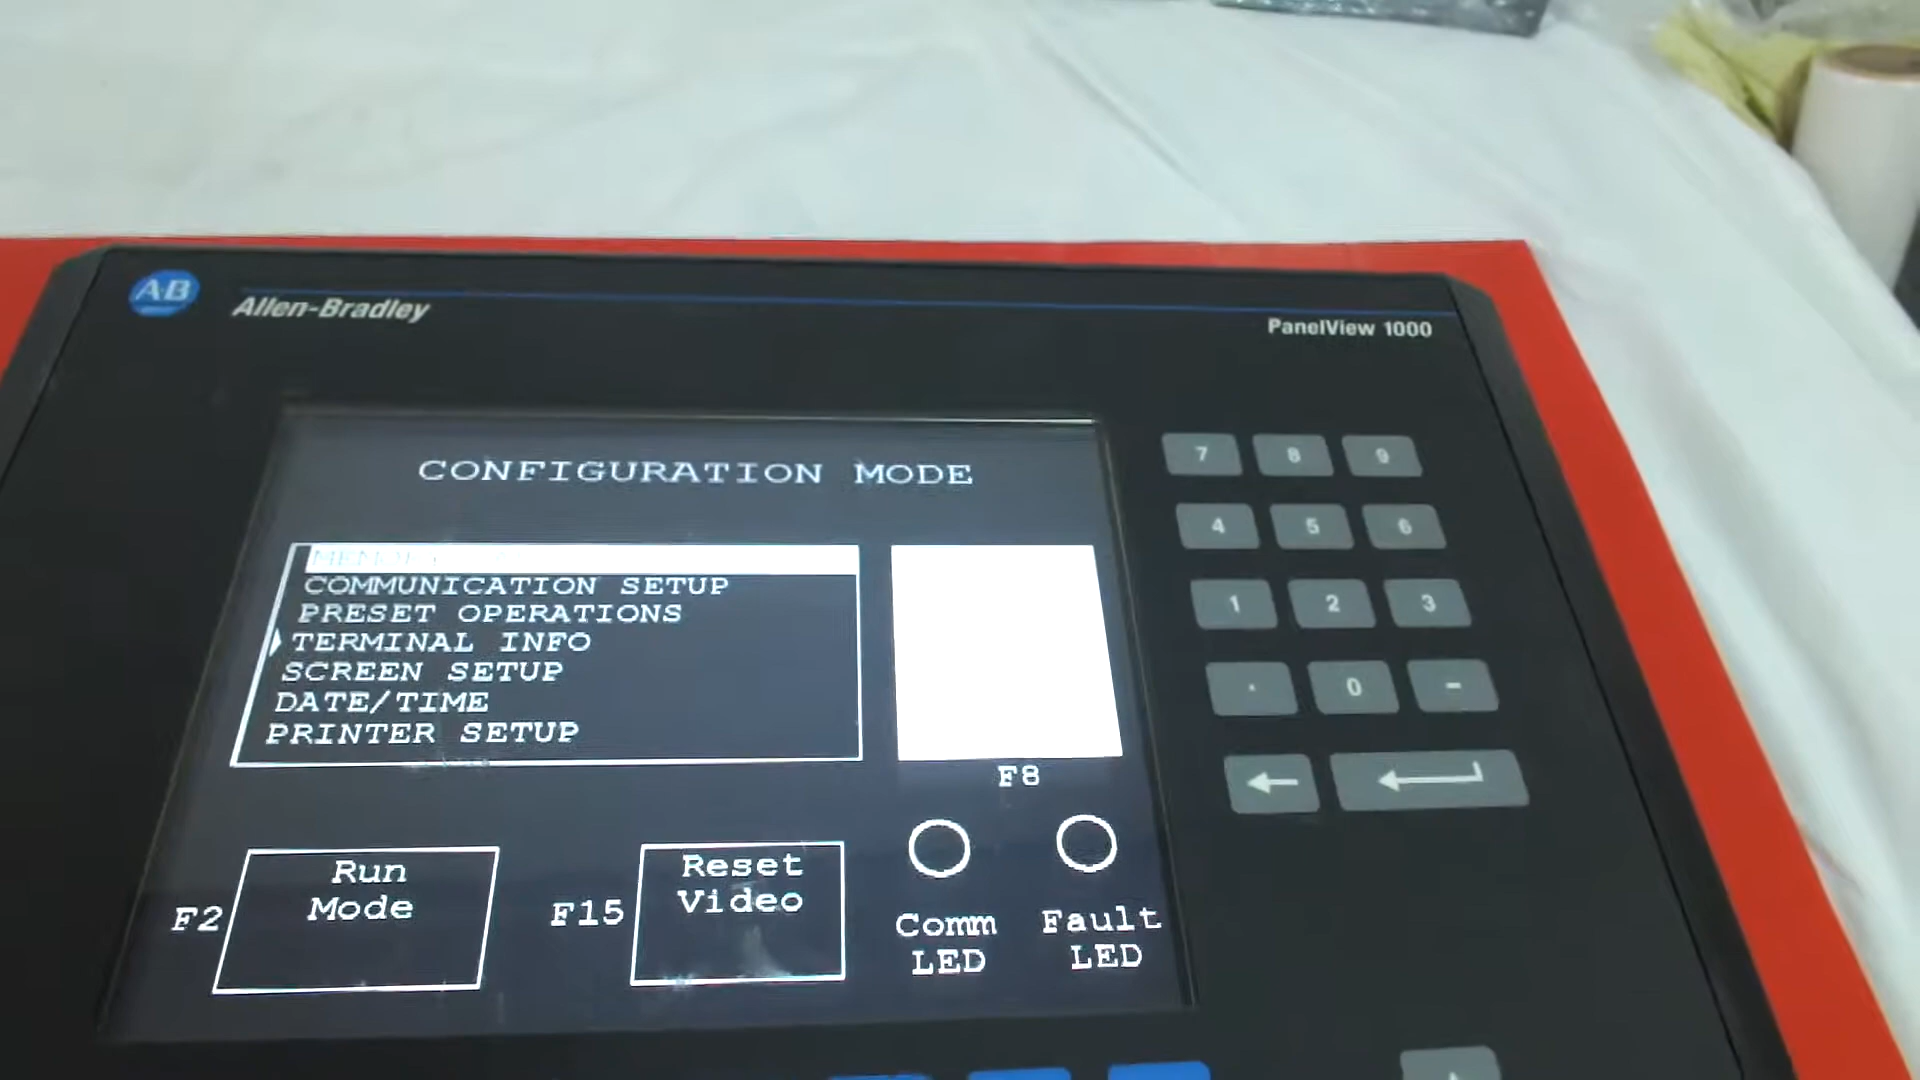 AB
Allen-Bradley
PanelView 1000
CONFIGURATION MODE
COMMUNICATION SETUP
PRESET OPERATIONS
TERMINAL INFO
SCREEN SETUP
DATE/TIME
PRINTER SETUP
F8
F2
Run
Mode
F15
Reset
Video
Comm
LED
Fault
LED
7 8 9
4 5 6
1 2 3
. 0 -